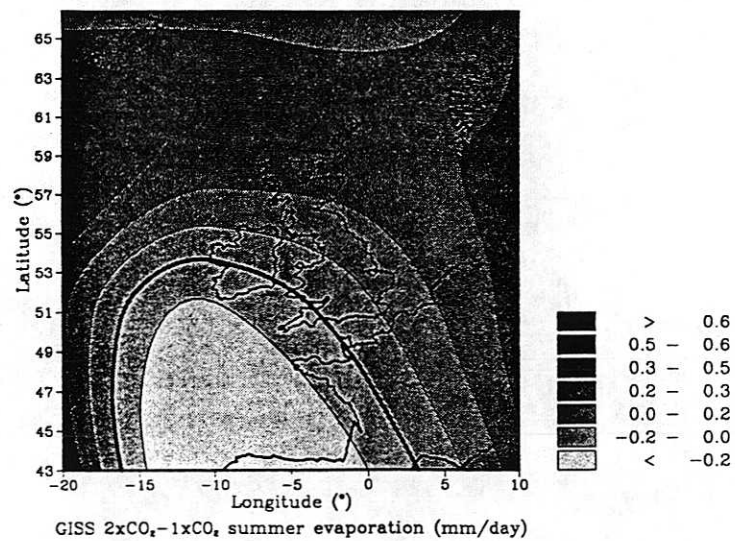 65
63
61
59
57
55
53
51
49
47
45
43
Latitude (°)
-20 -15 -10 -5 0 5 10
Longitude (°)
GISS 2xCO₂-1xCO₂ summer evaporation (mm/day)
> 0.6
0.5 - 0.6
0.3 - 0.5
0.2 - 0.3
0.0 - 0.2
-0.2 - 0.0
< -0.2